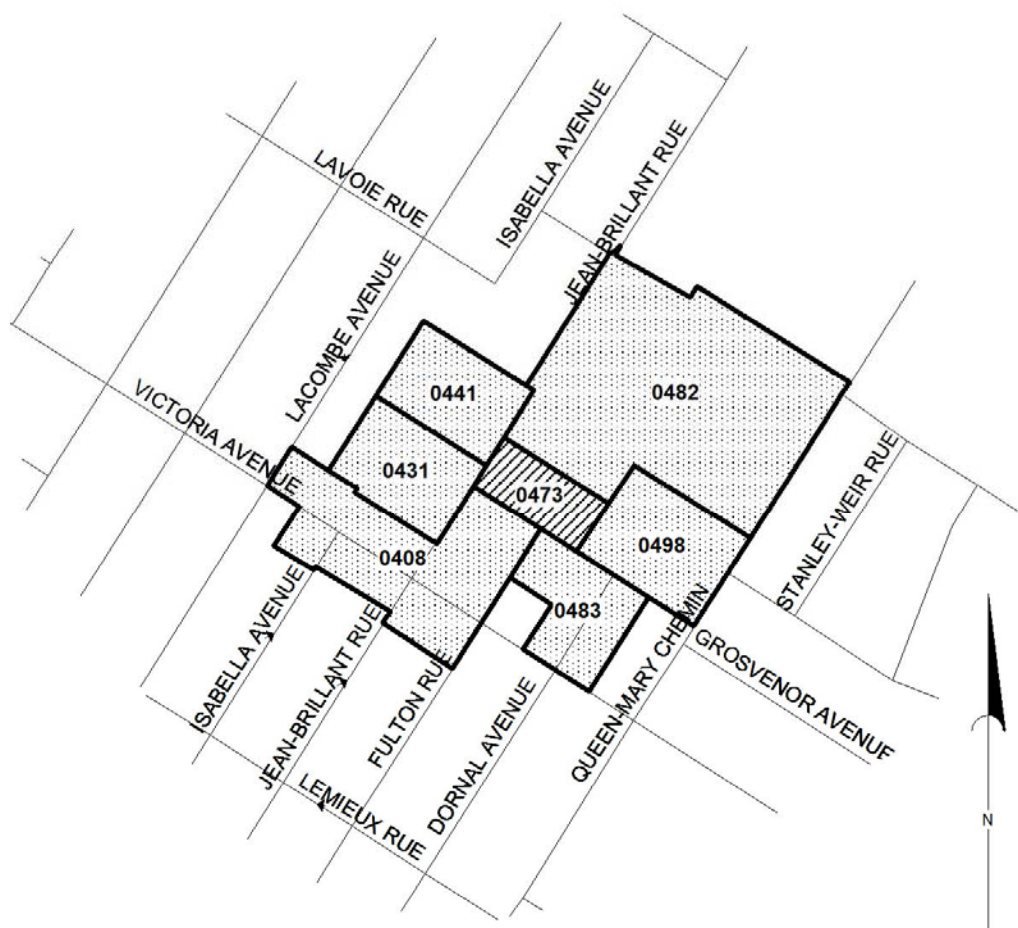 ISABELLA AVENUE
JEAN-BRILLANT RUE
LAVOIE RUE
LACOMBE AVENUE
VICTORIA AVENUE
0441
0482
0431
0473
0498
0408
0483
STANLEY-WEIR RUE
ISABELLA AVENUE
JEAN-BRILLANT RUE
FULTON RUE
DORNAL AVENUE
QUEEN-MARY CHEMIN
GROSVENOR AVENUE
LEMIEUX RUE
N